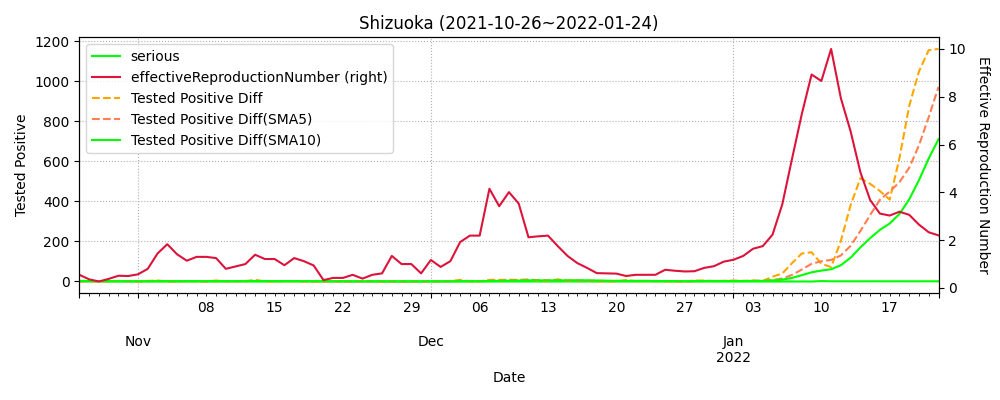 Shizuoka (2021-10-26~2022-01-24)
serious
effectiveReproductionNumber (right)
Tested Positive Diff
Tested Positive Diff(SMA5)
Tested Positive Diff(SMA10)
Tested Positive
1200
1000
800
600
400
200
0
10
8
6
4
2
0
Effective Reproduction Number
08 15 22 29 06 13 20 27 03 10 17
Nov Dec Jan
2022
Date